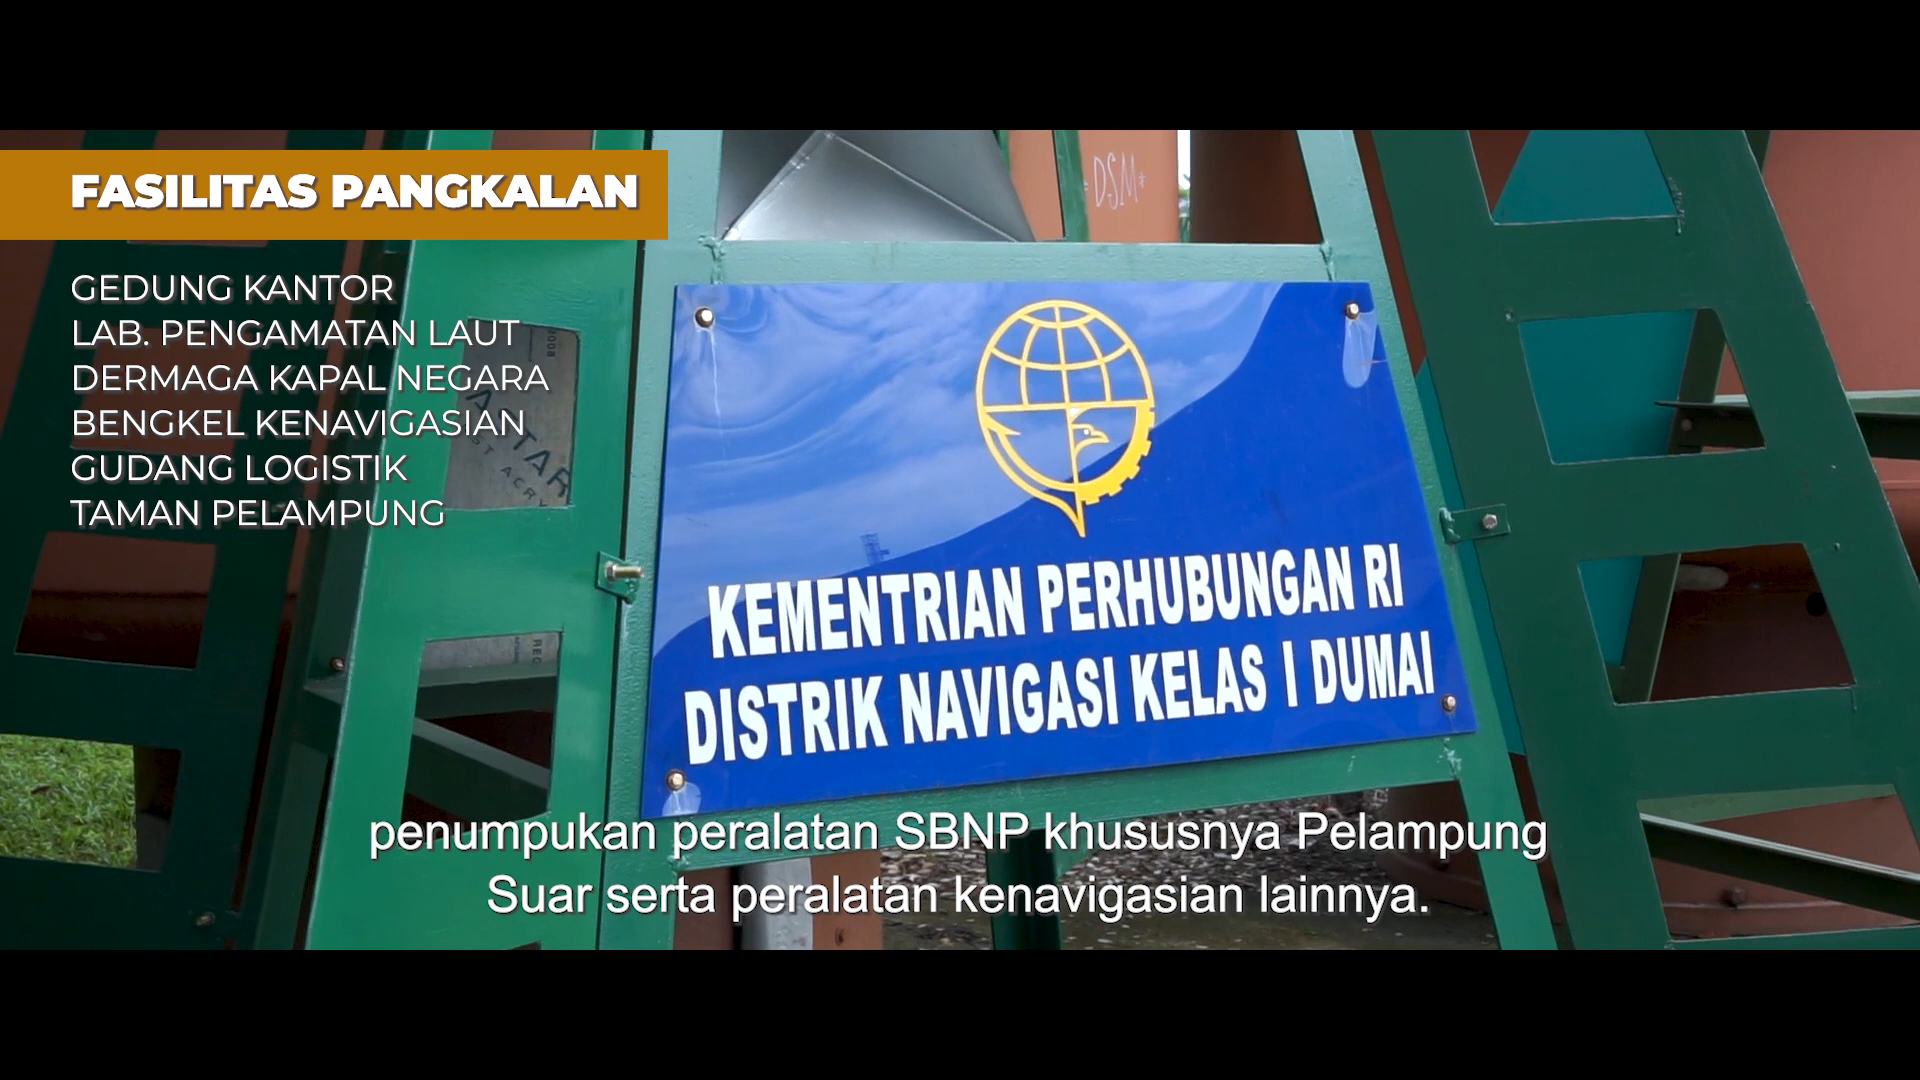 FASILITAS PANGKALAN
GEDUNG KANTOR
LAB. PENGAMATAN LAUT
DERMAGA KAPAL NEGARA
BENGKEL KENAVIGASIAN
GUDANG LOGISTIK
TAMAN PELAMPUNG
DSM
KEMENTRIAN PERHUBUNGAN RI
DISTRIK NAVIGASI KELAS I DUMAI
penumpukan peralatan SBNP khususnya Pelampung
Suar serta peralatan kenavigasian lainnya.